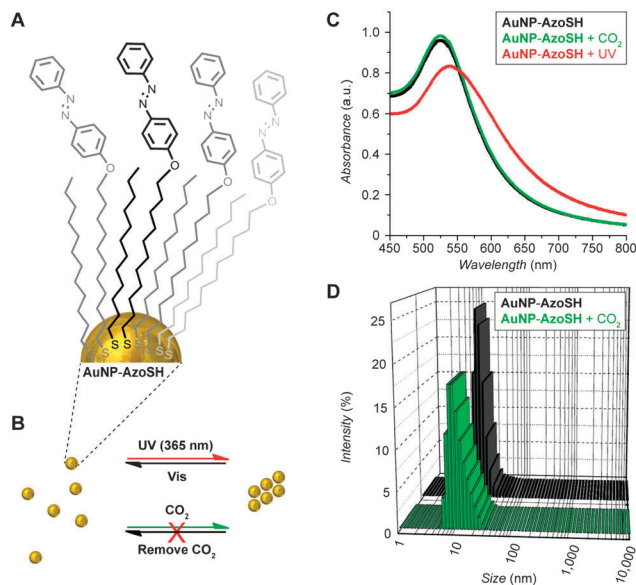 A
N
N
N
N
N
N
N
N
O
O
O
O
S
S
S
S
S
S
S
AuNP-AzoSH
B
UV (365 nm)
Vis
CO₂
Remove CO₂
C
AuNP-AzoSH
AuNP-AzoSH + CO₂
AuNP-AzoSH + UV
Absorbance (a.u.)
1.0
0.8
0.6
0.4
0.2
0
450 500 550 600 650 700 750 800
Wavelength (nm)
D
AuNP-AzoSH
AuNP-AzoSH + CO₂
Intensity (%)
25
20
15
10
5
0
1 10 100 1,000 10,000
Size (nm)